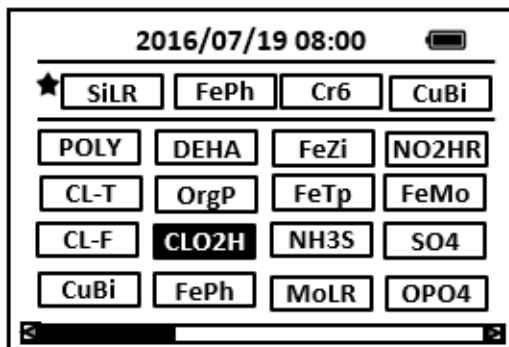 2016/07/19 08:00
SiLR FePh Cr6 CuBi
POLY DEHA FeZi NO2HR
CL-T OrgP FeTp FeMo
CL-F CLO2H NH3S SO4
CuBi FePh MoLR OPO4